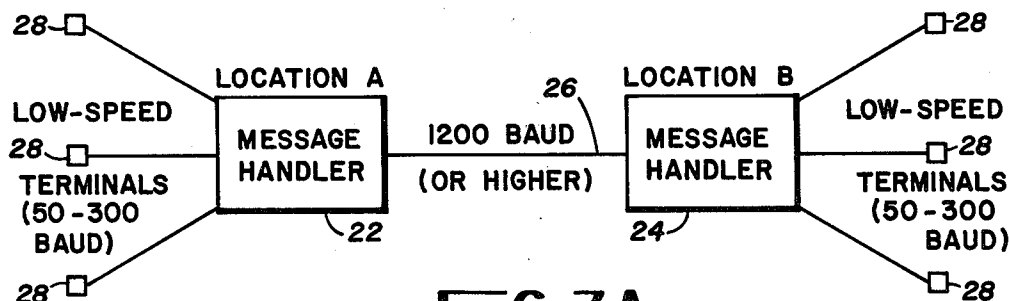 28
28
LOCATION A
LOCATION B
26
LOW-SPEED
LOW-SPEED
MESSAGE
HANDLER
1200 BAUD
(OR HIGHER)
MESSAGE
HANDLER
28
28
TERMINALS
(50-300
BAUD)
TERMINALS
(50-300
BAUD)
22
24
28
28